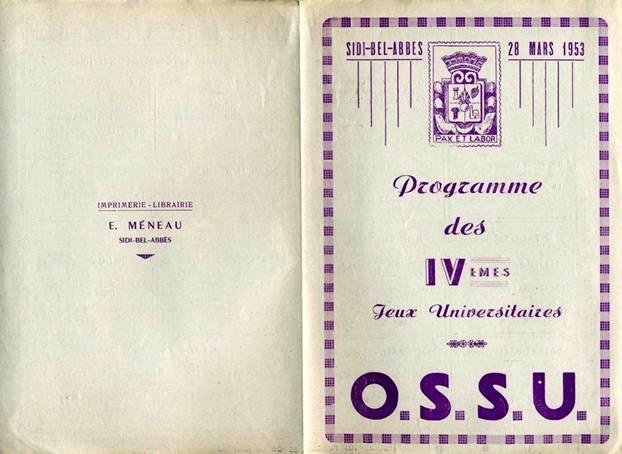 IMPRIMERIE - LIBRAIRIE
E. MÉNEAU
SIDI-BEL-ABBÈS
SIDI-BEL-ABBES
28 MARS 1953
PAX ET LABOR
Programme
des
IVEMES
Jeux Universitaires
O.S.S.U.